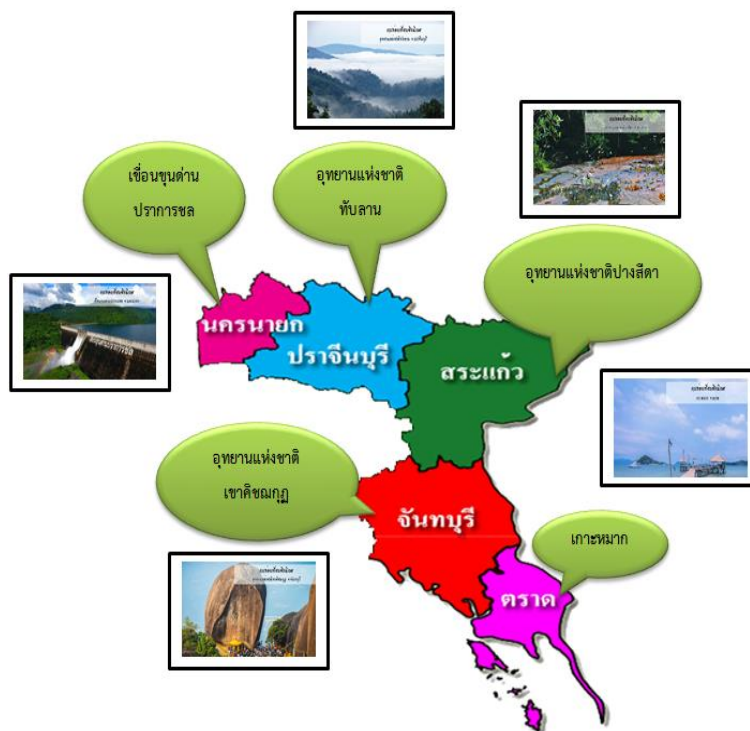 เขื่อนขุนด่าน
ปราการชล
อุทยานแห่งชาติ
ทับลาน
อุทยานแห่งชาติปางสีดา
นครนายก
ปราจีนบุรี
สระแก้ว
อุทยานแห่งชาติ
เขาคิชฌกูฏ
จันทบุรี
เกาะหมาก
ตราด